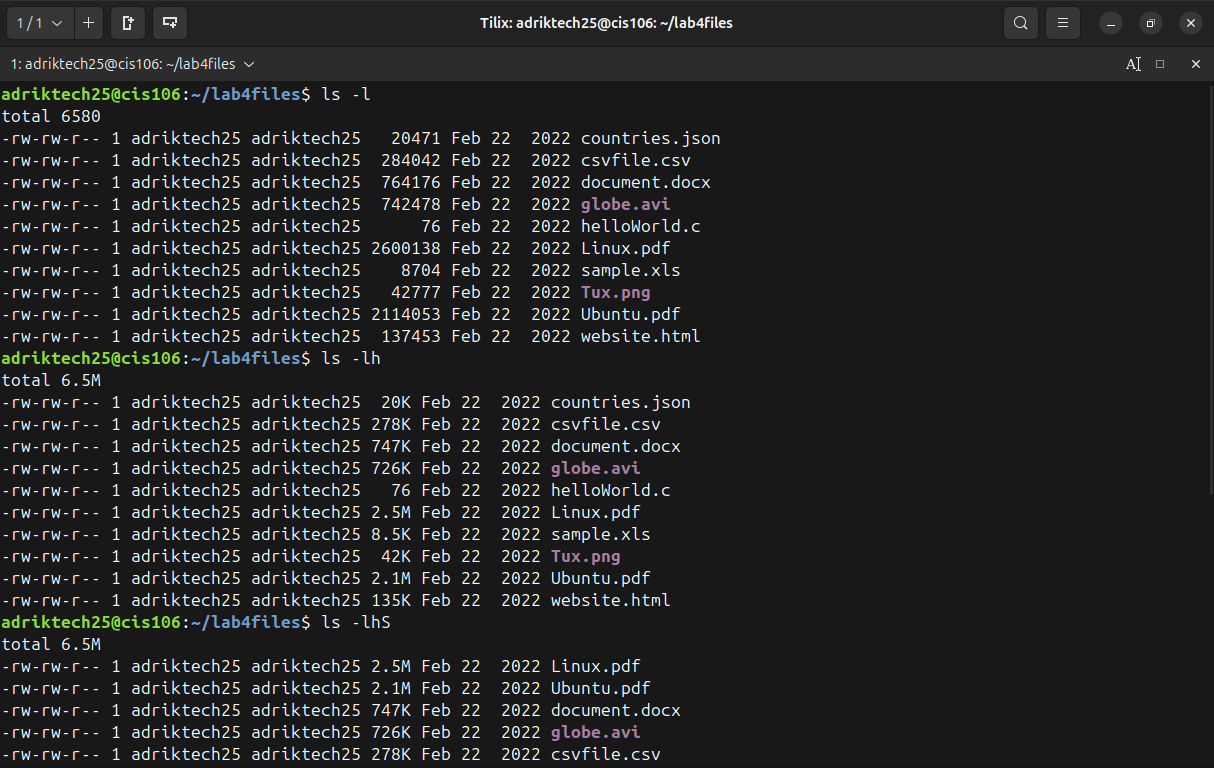 1 / 1
Tilix: adriktech25@cis106: ~/lab4files
1: adriktech25@cis106: ~/lab4files
adriktech25@cis106:~/lab4files$ ls -l
total 6580
-rw-rw-r-- 1 adriktech25 adriktech25   20471 Feb 22  2022 countries.json
-rw-rw-r-- 1 adriktech25 adriktech25  284042 Feb 22  2022 csvfile.csv
-rw-rw-r-- 1 adriktech25 adriktech25  764176 Feb 22  2022 document.docx
-rw-rw-r-- 1 adriktech25 adriktech25  742478 Feb 22  2022 globe.avi
-rw-rw-r-- 1 adriktech25 adriktech25      76 Feb 22  2022 helloWorld.c
-rw-rw-r-- 1 adriktech25 adriktech25 2600138 Feb 22  2022 Linux.pdf
-rw-rw-r-- 1 adriktech25 adriktech25    8704 Feb 22  2022 sample.xls
-rw-rw-r-- 1 adriktech25 adriktech25   42777 Feb 22  2022 Tux.png
-rw-rw-r-- 1 adriktech25 adriktech25 2114053 Feb 22  2022 Ubuntu.pdf
-rw-rw-r-- 1 adriktech25 adriktech25  137453 Feb 22  2022 website.html
adriktech25@cis106:~/lab4files$ ls -lh
total 6.5M
-rw-rw-r-- 1 adriktech25 adriktech25  20K Feb 22  2022 countries.json
-rw-rw-r-- 1 adriktech25 adriktech25 278K Feb 22  2022 csvfile.csv
-rw-rw-r-- 1 adriktech25 adriktech25 747K Feb 22  2022 document.docx
-rw-rw-r-- 1 adriktech25 adriktech25 726K Feb 22  2022 globe.avi
-rw-rw-r-- 1 adriktech25 adriktech25   76 Feb 22  2022 helloWorld.c
-rw-rw-r-- 1 adriktech25 adriktech25 2.5M Feb 22  2022 Linux.pdf
-rw-rw-r-- 1 adriktech25 adriktech25 8.5K Feb 22  2022 sample.xls
-rw-rw-r-- 1 adriktech25 adriktech25  42K Feb 22  2022 Tux.png
-rw-rw-r-- 1 adriktech25 adriktech25 2.1M Feb 22  2022 Ubuntu.pdf
-rw-rw-r-- 1 adriktech25 adriktech25 135K Feb 22  2022 website.html
adriktech25@cis106:~/lab4files$ ls -lhS
total 6.5M
-rw-rw-r-- 1 adriktech25 adriktech25 2.5M Feb 22  2022 Linux.pdf
-rw-rw-r-- 1 adriktech25 adriktech25 2.1M Feb 22  2022 Ubuntu.pdf
-rw-rw-r-- 1 adriktech25 adriktech25 747K Feb 22  2022 document.docx
-rw-rw-r-- 1 adriktech25 adriktech25 726K Feb 22  2022 globe.avi
-rw-rw-r-- 1 adriktech25 adriktech25 278K Feb 22  2022 csvfile.csv